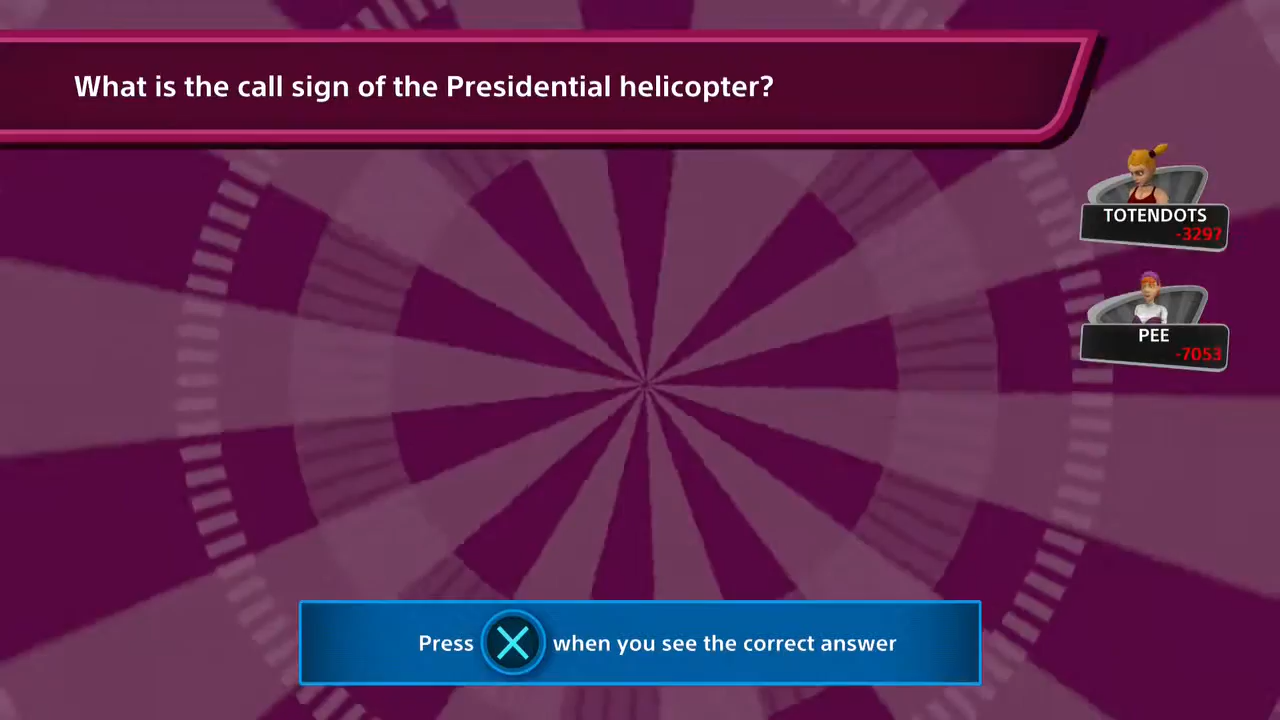 What is the call sign of the Presidential helicopter?
TOTENDOTS
-3297
PEE
-7053
Press X when you see the correct answer